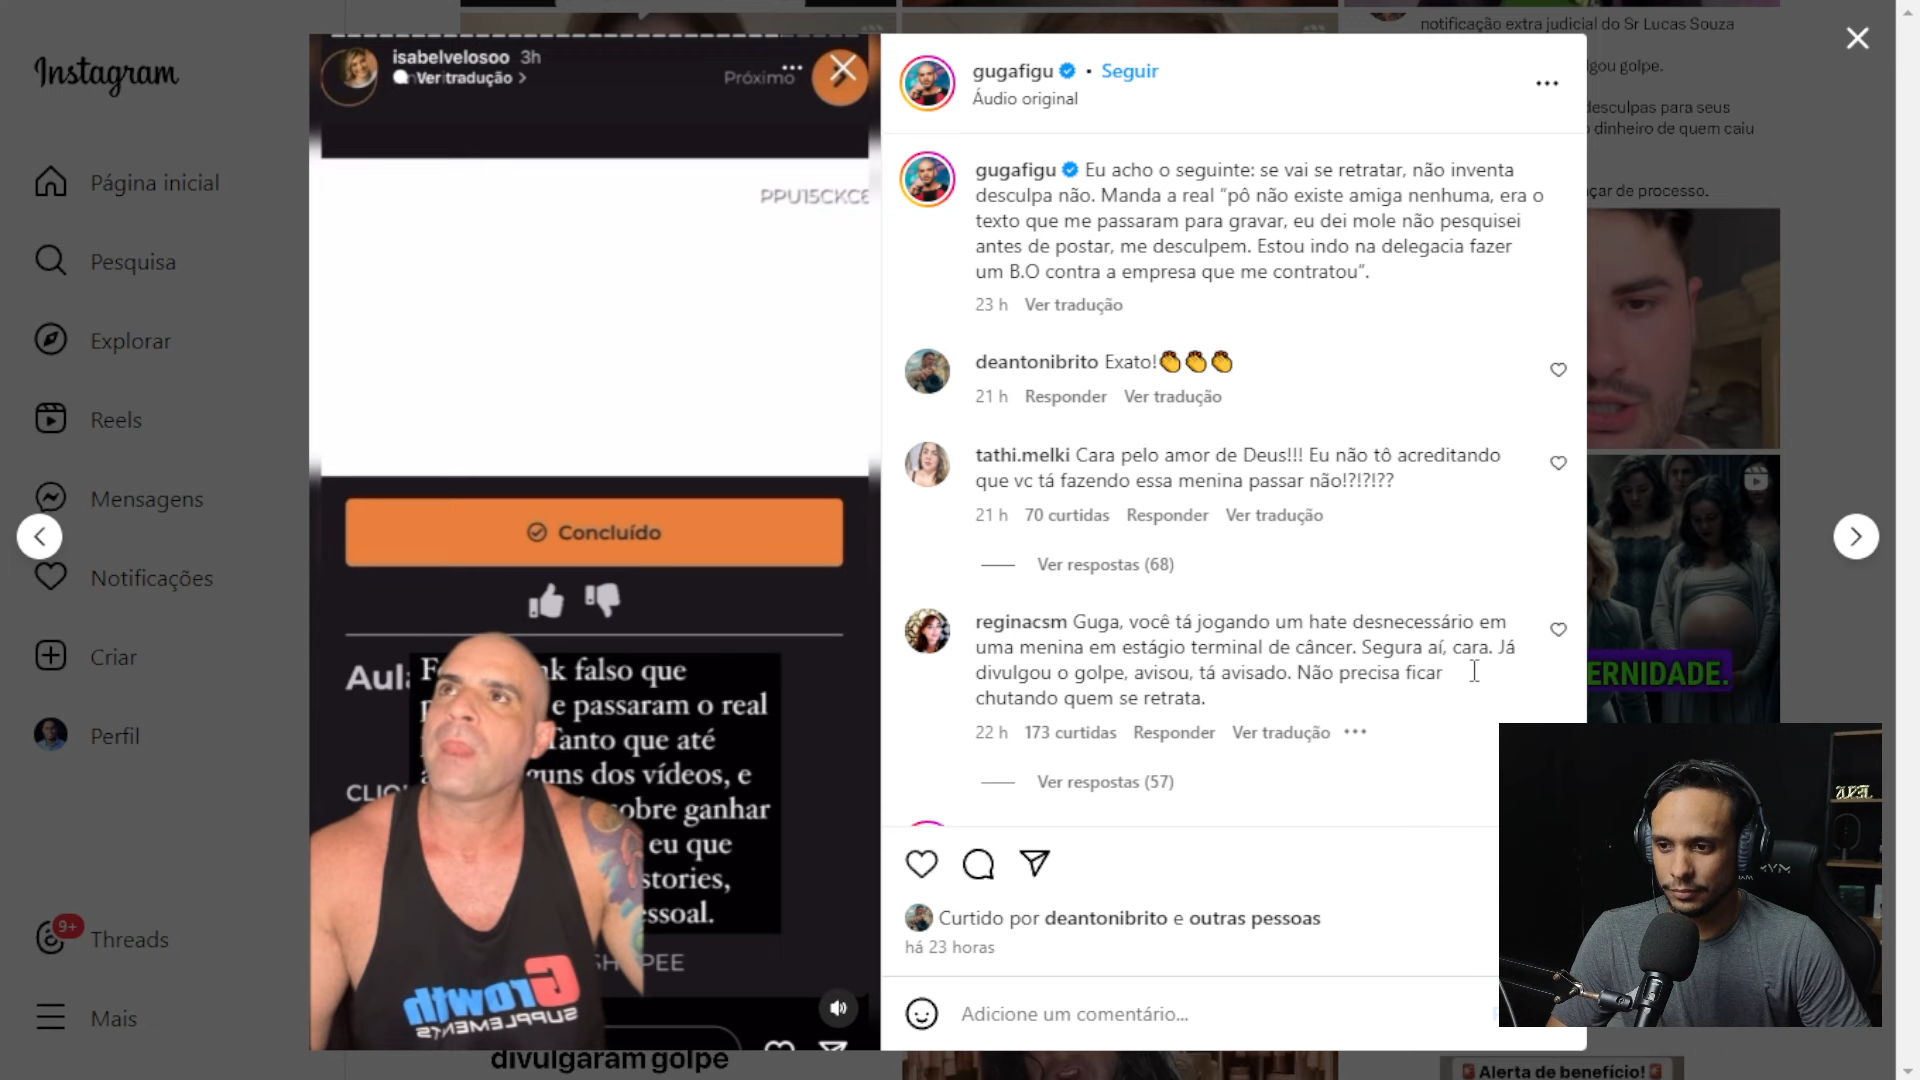 Instagram
Página inicial
Pesquisa
Explorar
Reels
Mensagens
Notificações
Criar
Perfil
9+
Threads
Mais
isabelvelosoo 3h
Ver tradução
Próximo
PPU15CKC
Concluído
Aul
k falso que
e passaram o real
Tanto que até
guns dos vídeos, e
sobre ganhar
eu que
stories,
ssoal.
CLIQ
PEE
Growth
SUPPLEMENTS
divulgaram golpe
gugafigu • Seguir
Áudio original
gugafigu Eu acho o seguinte: se vai se retratar, não inventa
desculpa não. Manda a real “pô não existe amiga nenhuma, era o
texto que me passaram para gravar, eu dei mole não pesquisei
antes de postar, me desculpem. Estou indo na delegacia fazer
um B.O contra a empresa que me contratou”.
23 h Ver tradução
deantonibrito Exato!👏👏👏
21 h Responder Ver tradução
tathi.melki Cara pelo amor de Deus!!! Eu não tô acreditando
que vc tá fazendo essa menina passar não!?!?!??
21 h 70 curtidas Responder Ver tradução
Ver respostas (68)
reginacsm Guga, você tá jogando um hate desnecessário em
uma menina em estágio terminal de câncer. Segura aí, cara. Já
divulgou o golpe, avisou, tá avisado. Não precisa ficar
chutando quem se retrata.
22 h 173 curtidas Responder Ver tradução
Ver respostas (57)
Curtido por deantonibrito e outras pessoas
há 23 horas
Adicione um comentário...
notificação extra judicial do Sr Lucas Souza
gou golpe.
desculpas para seus
dinheiro de quem caiu
çar de processo.
ERNIDADE.
🚨 Alerta de benefício! 🚨